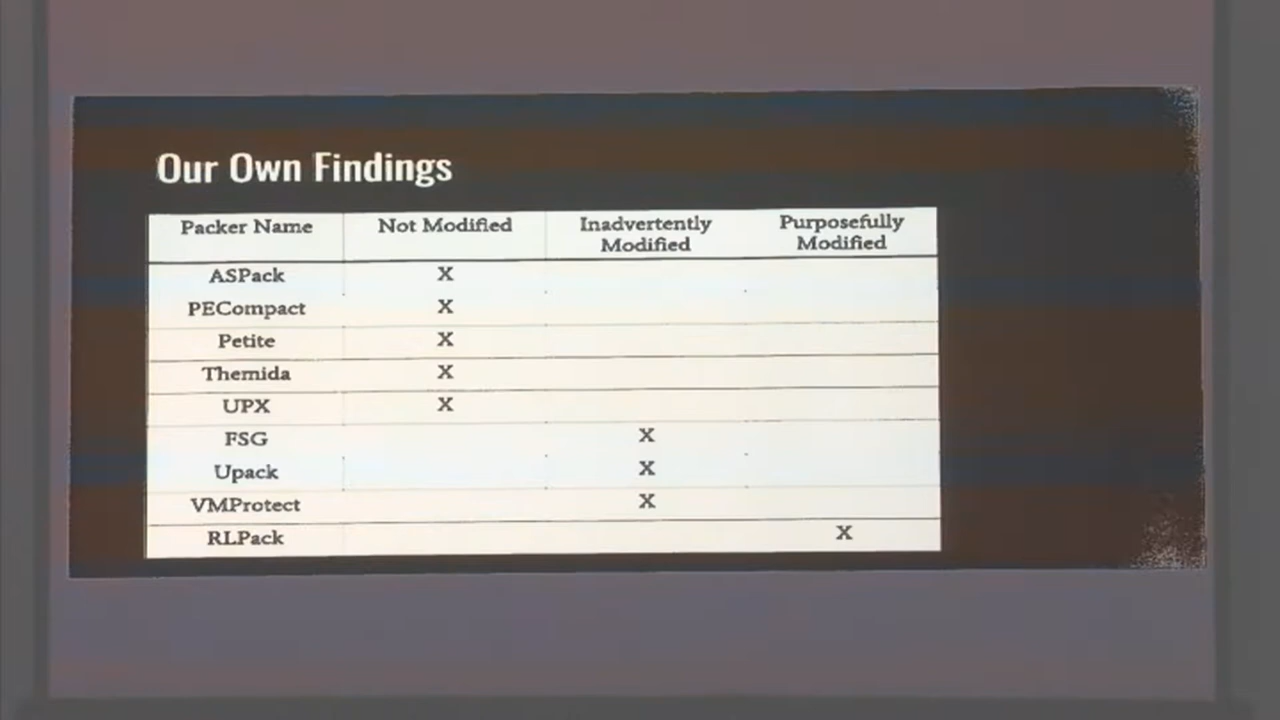 Our Own Findings
Packer Name Not Modified Inadvertently Modified Purposefully Modified
ASPack X
PECompact X
Petite X
Themida X
UPX X
FSG X
Upack X
VMProtect X
RLPack X